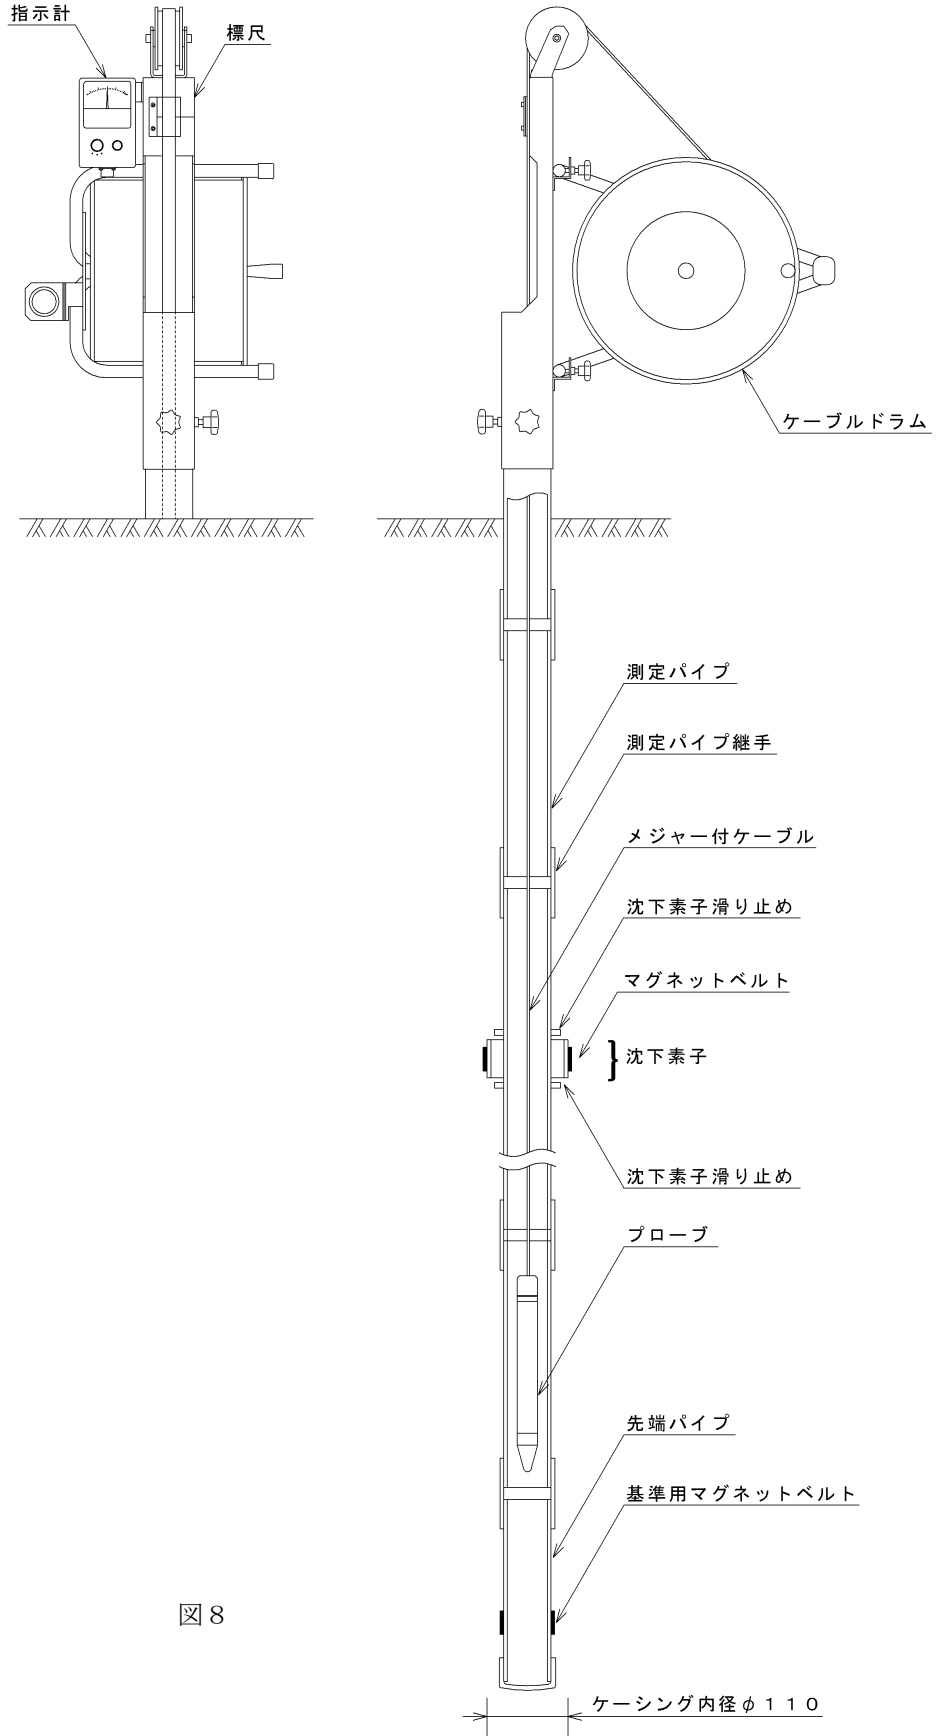 指示計
標尺
ケーブルドラム
測定パイプ
測定パイプ継手
メジャー付ケーブル
沈下素子滑り止め
マグネットベルト
} 沈下素子
沈下素子滑り止め
プローブ
先端パイプ
基準用マグネットベルト
図８
ケーシング内径φ１１０